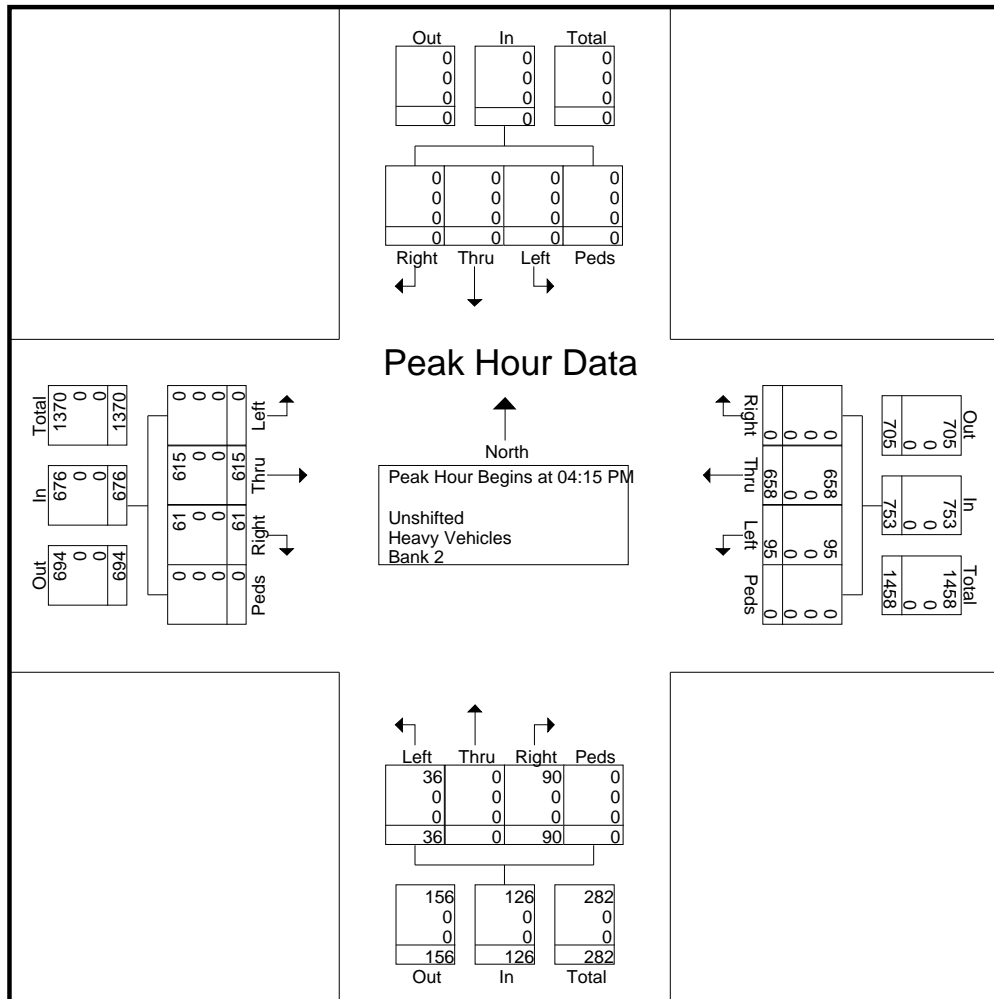 Out In Total
0 0 0
0 0 0
0 0 0
0 0 0
0 0 0 0
0 0 0 0
0 0 0 0
0 0 0 0
Right Thru Left Peds
Peak Hour Data
North
Peak Hour Begins at 04:15 PM
Unshifted
Heavy Vehicles
Bank 2
Total
1370
0
0
1370
In
676
0
0
676
Out
694
0
0
694
0
0
0
0
Left
615
0
0
615
Thru
61
0
0
61
Right
0
0
0
0
Peds
Right
0
0
0
0
Thru
658
0
0
658
Left
95
0
0
95
Peds
0
0
0
0
Out
705
0
0
705
In
753
0
0
753
Total
1458
0
0
1458
Left Thru Right Peds
36 0 90 0
0 0 0 0
0 0 0 0
36 0 90 0
156 126 282
0 0 0
0 0 0
156 126 282
Out In Total